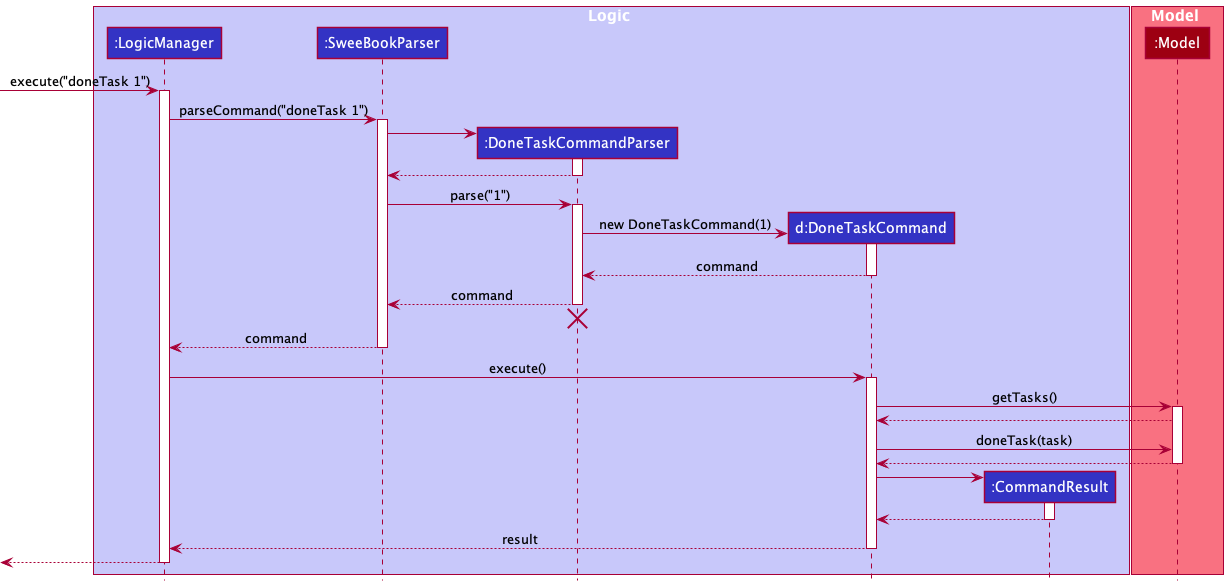 Logic
Model
:LogicManager
:SweeBookParser
:Model
execute("doneTask 1")
parseCommand("doneTask 1")
:DoneTaskCommandParser
parse("1")
new DoneTaskCommand(1)
d:DoneTaskCommand
command
command
command
execute()
getTasks()
doneTask(task)
:CommandResult
result